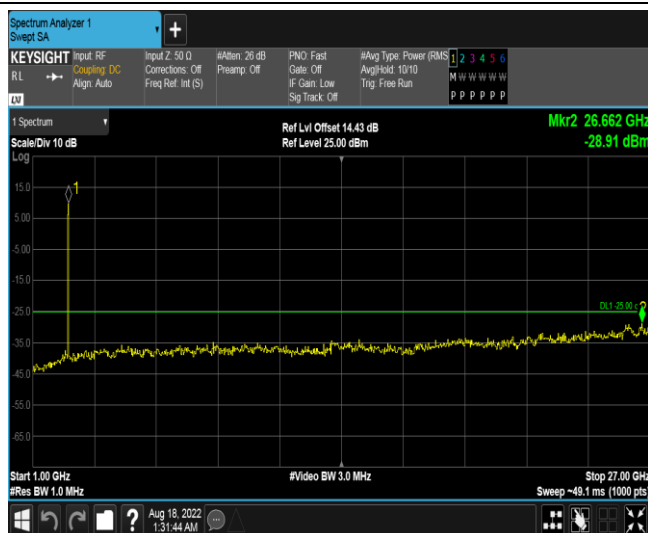 Spectrum Analyzer 1
Swept SA
+
KEYSIGHT
RL
LXI
Input: RF
Coupling: DC
Align: Auto
Input Z: 50 Ω
Corrections: Off
Freq Ref: Int (S)
#Atten: 26 dB
Preamp: Off
PNO: Fast
Gate: Off
IF Gain: Low
Sig Track: Off
#Avg Type: Power (RMS
Avg|Hold: 10/10
Trig: Free Run
1 2 3 4 5 6
M W W W W W
P P P P P P
1 Spectrum
Scale/Div 10 dB
Log
Ref Lvl Offset 14.43 dB
Ref Level 25.00 dBm
Mkr2 26.662 GHz
-28.91 dBm
15.0
5.00
-5.00
-15.0
-25.0
-35.0
-45.0
-55.0
-65.0
1
DL1 -25.00 c
2
Start 1.00 GHz
#Res BW 1.0 MHz
#Video BW 3.0 MHz
Stop 27.00 GHz
Sweep ~49.1 ms (1000 pts)
?
Aug 18, 2022
1:31:44 AM